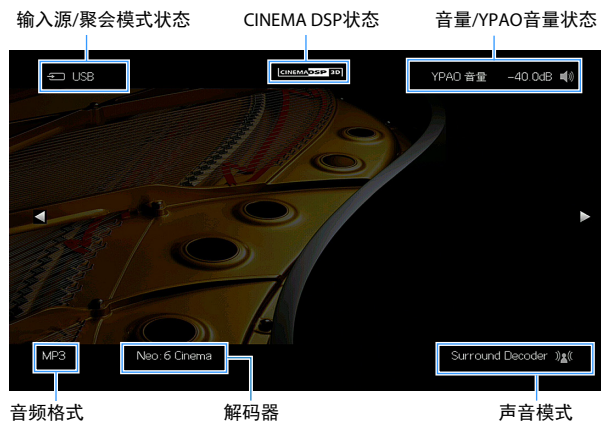 输入源/聚会模式状态 CINEMA DSP状态 音量/YPAO音量状态
USB CINEMA DSP 3D YPAO 音量 -40.0dB
MP3 Neo:6 Cinema Surround Decoder
音频格式 解码器 声音模式